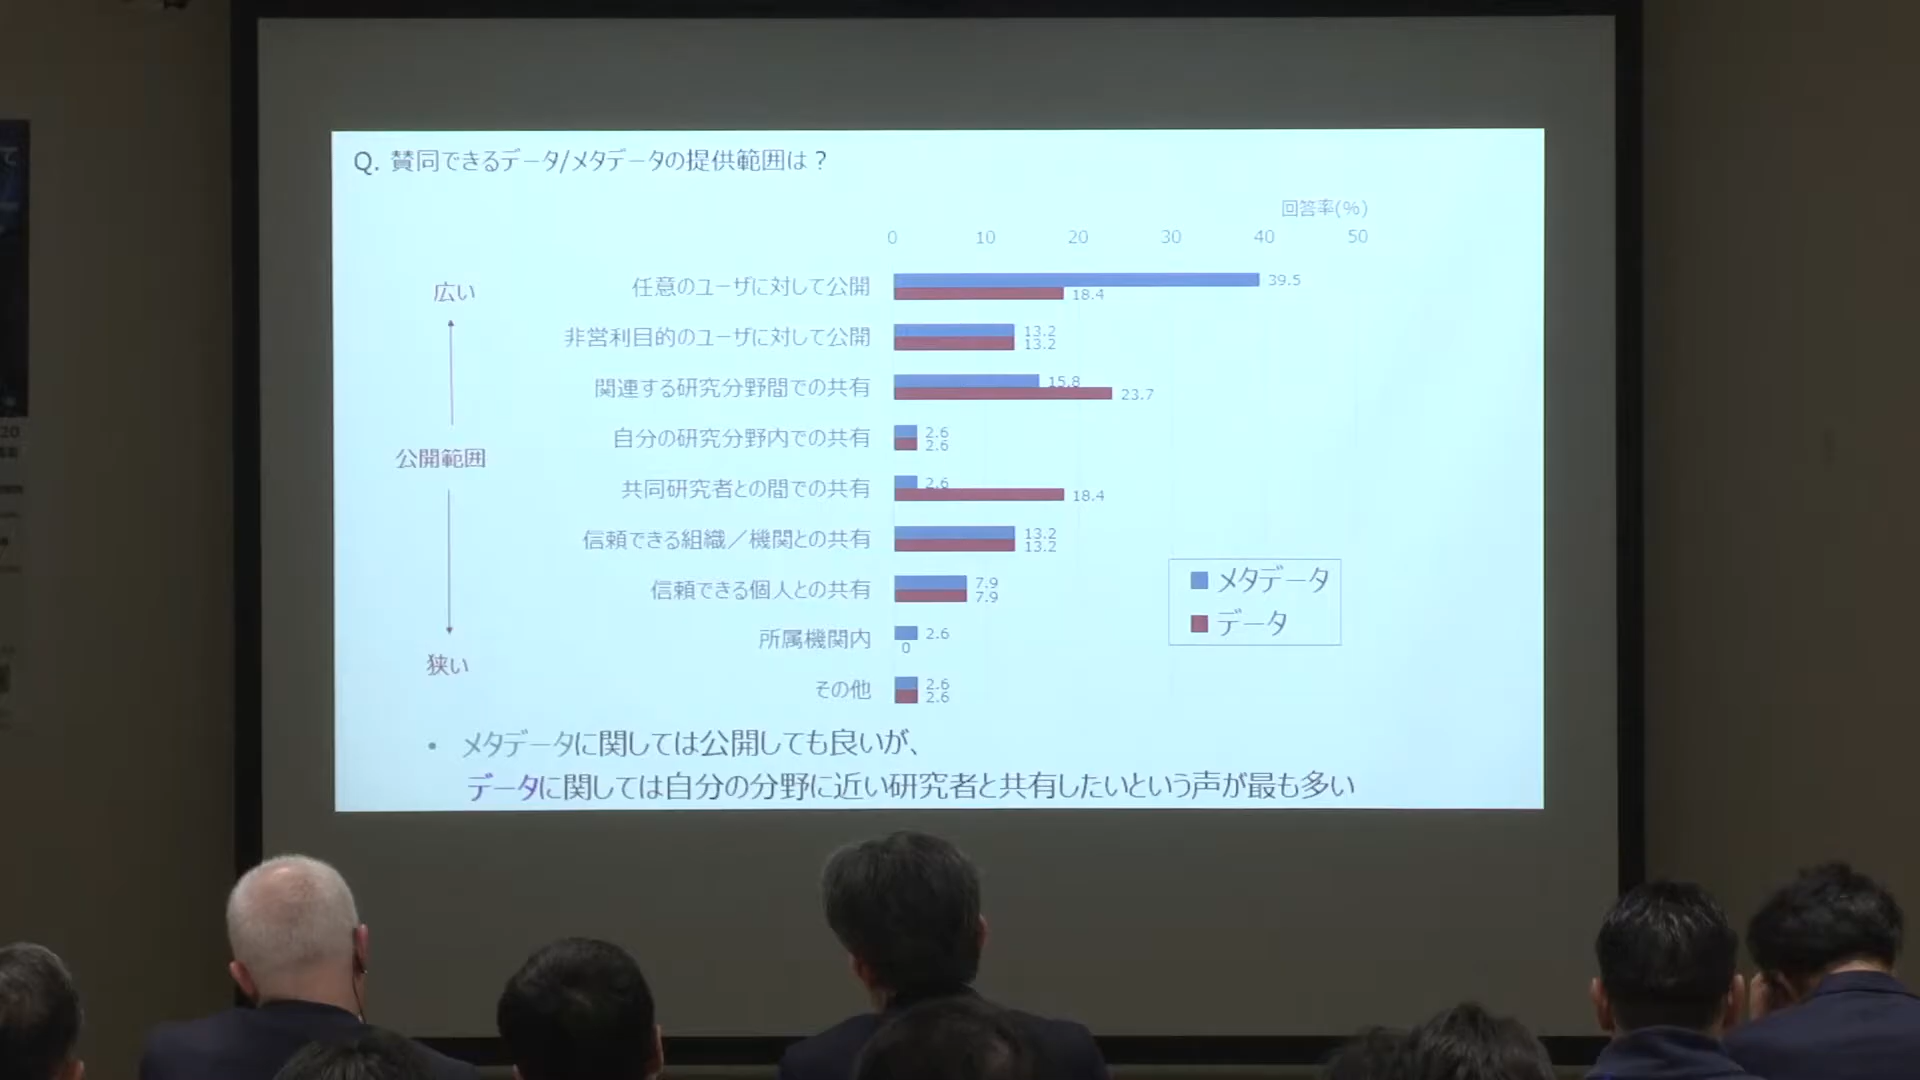 Q. 賛同できるデータ/メタデータの提供範囲は？
回答率(%)
0 10 20 30 40 50
広い
公開範囲
狭い
任意のユーザに対して公開 39.5 18.4
非営利目的のユーザに対して公開 13.2 13.2
関連する研究分野間での共有 15.8 23.7
自分の研究分野内での共有 2.6 2.6
共同研究者との間での共有 2.6 18.4
信頼できる組織／機関との共有 13.2 13.2
信頼できる個人との共有 7.9 7.9
所属機関内 2.6 0
その他 2.6 2.6
メタデータ
データ
• メタデータに関しては公開しても良いが、
データに関しては自分の分野に近い研究者と共有したいという声が最も多い
て
20